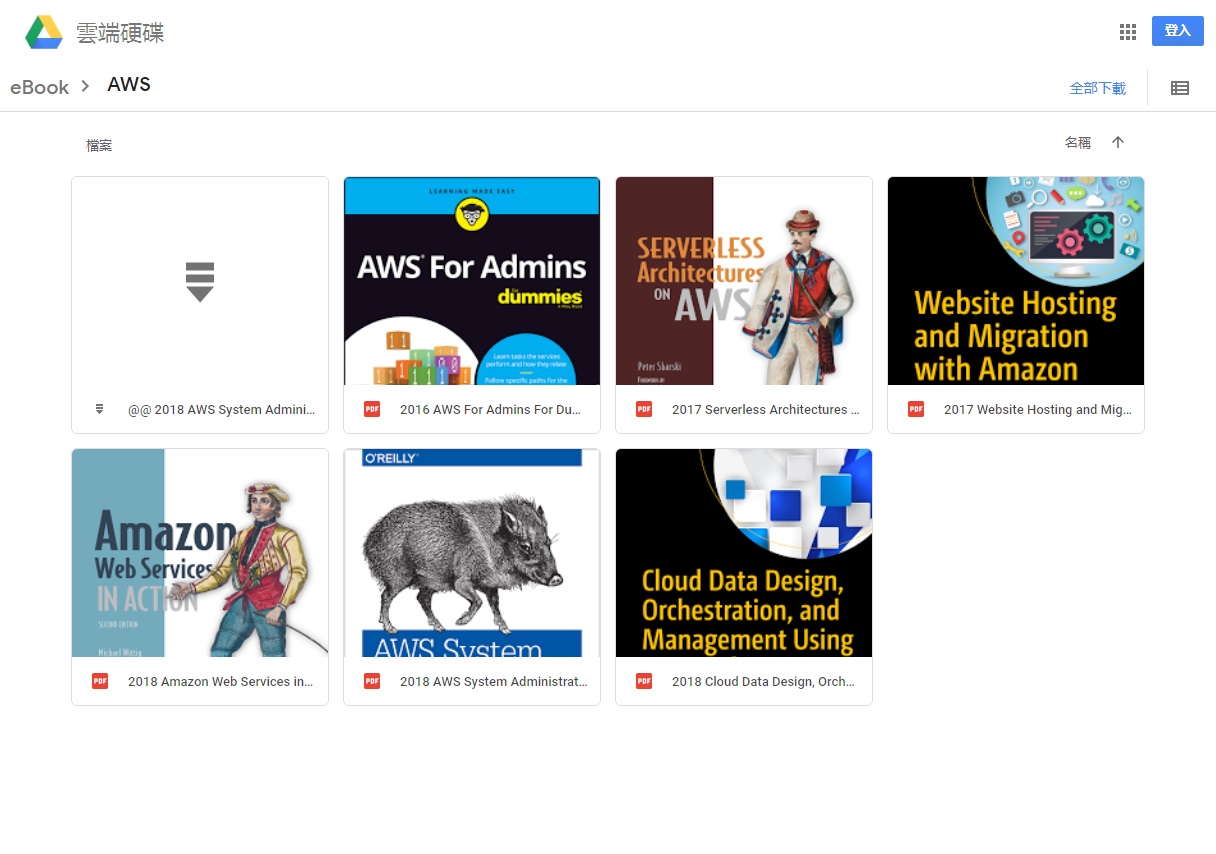 雲端硬碟
登入
eBook > AWS
全部下載
檔案
名稱
LEARNING MADE EASY
AWS® For Admins
for
dummies
A Wiley Brand
Learn tasks the services
perform and how they relate
Follow specific paths for the
SERVERLESS
Architectures
ON AWS
Peter Sbarski
FOREWORD BY
Website Hosting
and Migration
with Amazon
@@ 2018 AWS System Admini...
PDF
2016 AWS For Admins For Du...
PDF
2017 Serverless Architectures ...
PDF
2017 Website Hosting and Mig...
Amazon
Web Services
IN ACTION
SECOND EDITION
Michael Wittig
O'REILLY®
AWS System
Cloud Data Design,
Orchestration, and
Management Using
PDF
2018 Amazon Web Services in...
PDF
2018 AWS System Administrat...
PDF
2018 Cloud Data Design, Orch...